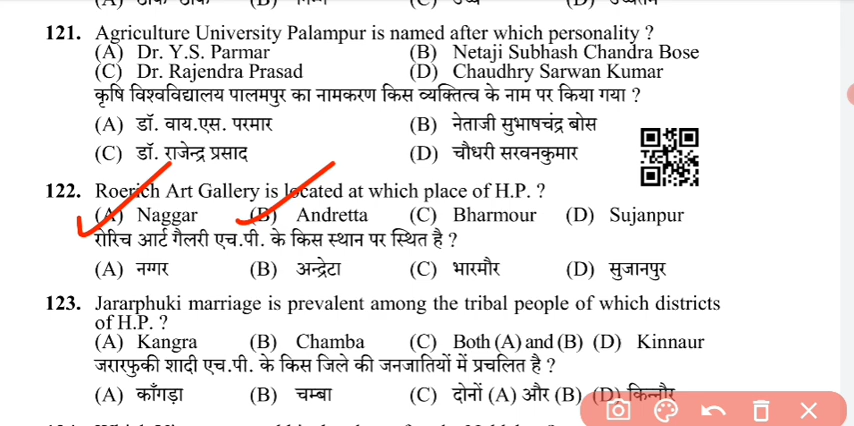 121. Agriculture University Palampur is named after which personality ?
(A) Dr. Y.S. Parmar (B) Netaji Subhash Chandra Bose
(C) Dr. Rajendra Prasad (D) Chaudhry Sarwan Kumar
कृषि विश्वविद्यालय पालमपुर का नामकरण किस व्यक्तित्व के नाम पर किया गया ?
(A) डॉ. वाय.एस. परमार (B) नेताजी सुभाषचंद्र बोस
(C) डॉ. राजेन्द्र प्रसाद (D) चौधरी सरवनकुमार
122. Roerich Art Gallery is located at which place of H.P. ?
(A) Naggar (B) Andretta (C) Bharmour (D) Sujanpur
रोरिच आर्ट गैलरी एच.पी. के किस स्थान पर स्थित है ?
(A) नग्गर (B) अन्द्रेटा (C) भारमौर (D) सुजानपुर
123. Jararphuki marriage is prevalent among the tribal people of which districts
of H.P. ?
(A) Kangra (B) Chamba (C) Both (A) and (B) (D) Kinnaur
जरारफुकी शादी एच.पी. के किस जिले की जनजातियों में प्रचलित है ?
(A) काँगड़ा (B) चम्बा (C) दोनों (A) और (B) (D) किन्नौर